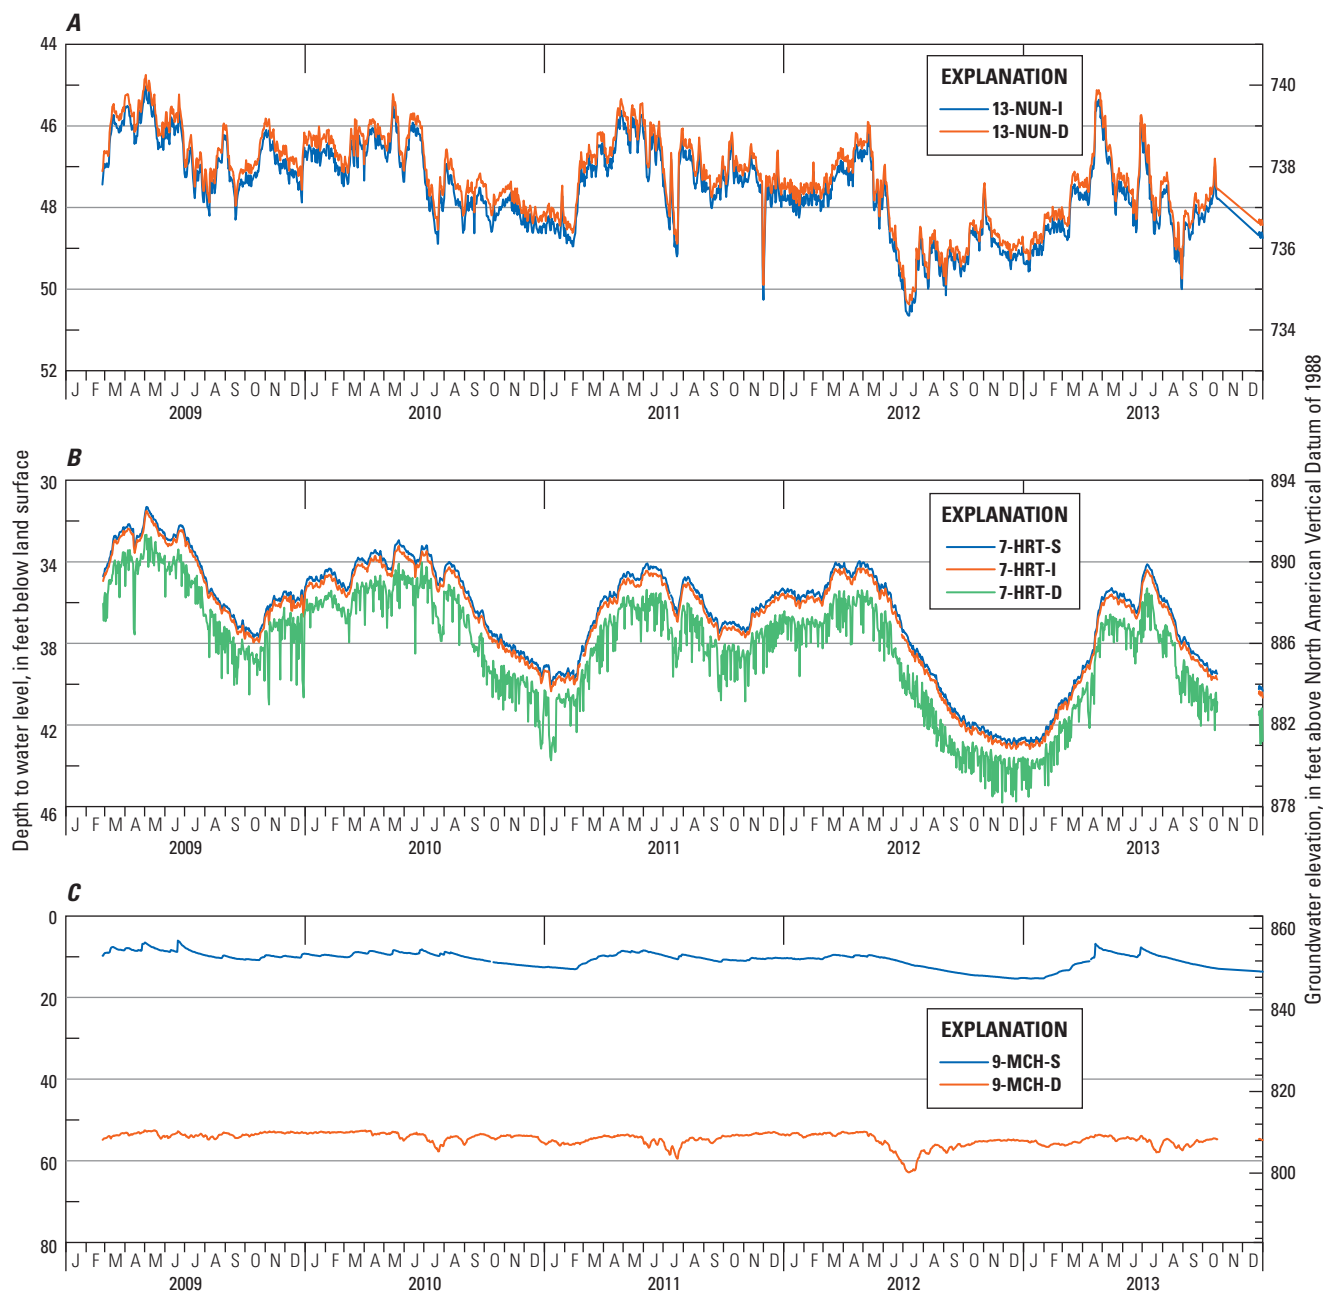 A
44
46
48
50
52
740
738
736
734
EXPLANATION
13-NUN-I
13-NUN-D
J F M A M J J A S O N D J F M A M J J A S O N D J F M A M J J A S O N D J F M A M J J A S O N D J F M A M J J A S O N D
2009 2010 2011 2012 2013
B
30
34
38
42
46
894
890
886
882
878
EXPLANATION
7-HRT-S
7-HRT-I
7-HRT-D
J F M A M J J A S O N D J F M A M J J A S O N D J F M A M J J A S O N D J F M A M J J A S O N D J F M A M J J A S O N D
2009 2010 2011 2012 2013
C
0
20
40
60
80
860
840
820
800
EXPLANATION
9-MCH-S
9-MCH-D
J F M A M J J A S O N D J F M A M J J A S O N D J F M A M J J A S O N D J F M A M J J A S O N D J F M A M J J A S O N D
2009 2010 2011 2012 2013
Depth to water level, in feet below land surface
Groundwater elevation, in feet above North American Vertical Datum of 1988